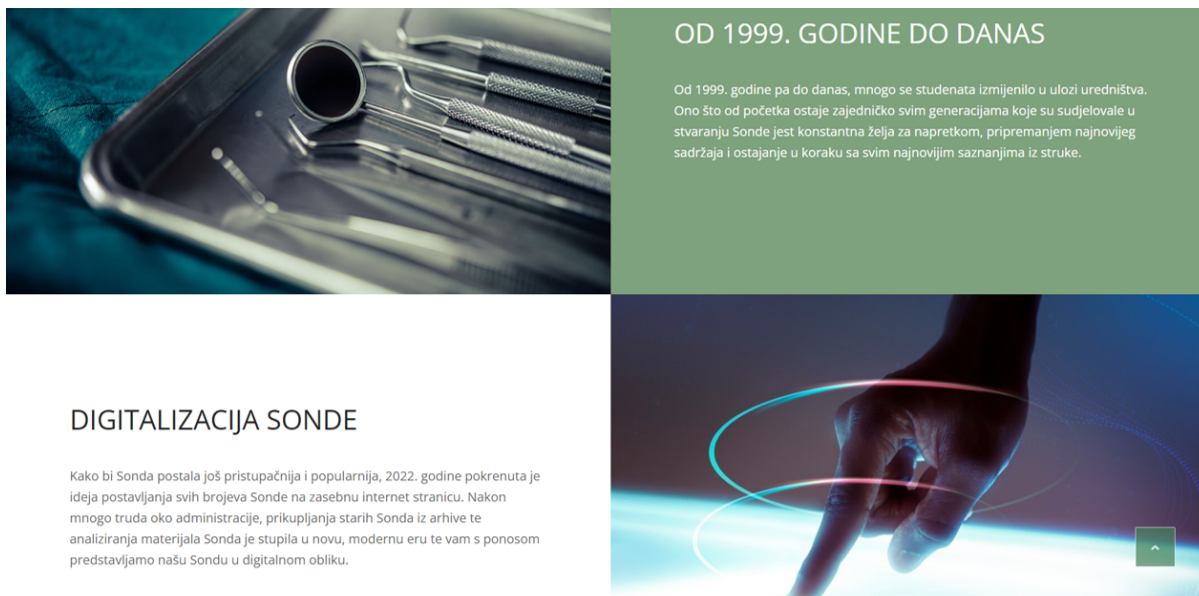 OD 1999. GODINE DO DANAS
Od 1999. godine pa do danas, mnogo se studenata izmijenilo u ulozi uredništva.
Ono što od početka ostaje zajedničko svim generacijama koje su sudjelovale u
stvaranju Sonde jest konstantna želja za napretkom, pripremanjem najnovijeg
sadržaja i ostajanje u koraku sa svim najnovijim saznanjima iz struke.
DIGITALIZACIJA SONDE
Kako bi Sonda postala još pristupačnija i popularnija, 2022. godine pokrenuta je
ideja postavljanja svih brojeva Sonde na zasebnu internet stranicu. Nakon
mnogo truda oko administracije, prikupljanja starih Sonda iz arhive te
analiziranja materijala Sonda je stupila u novu, modernu eru te vam s ponosom
predstavljamo našu Sondu u digitalnom obliku.